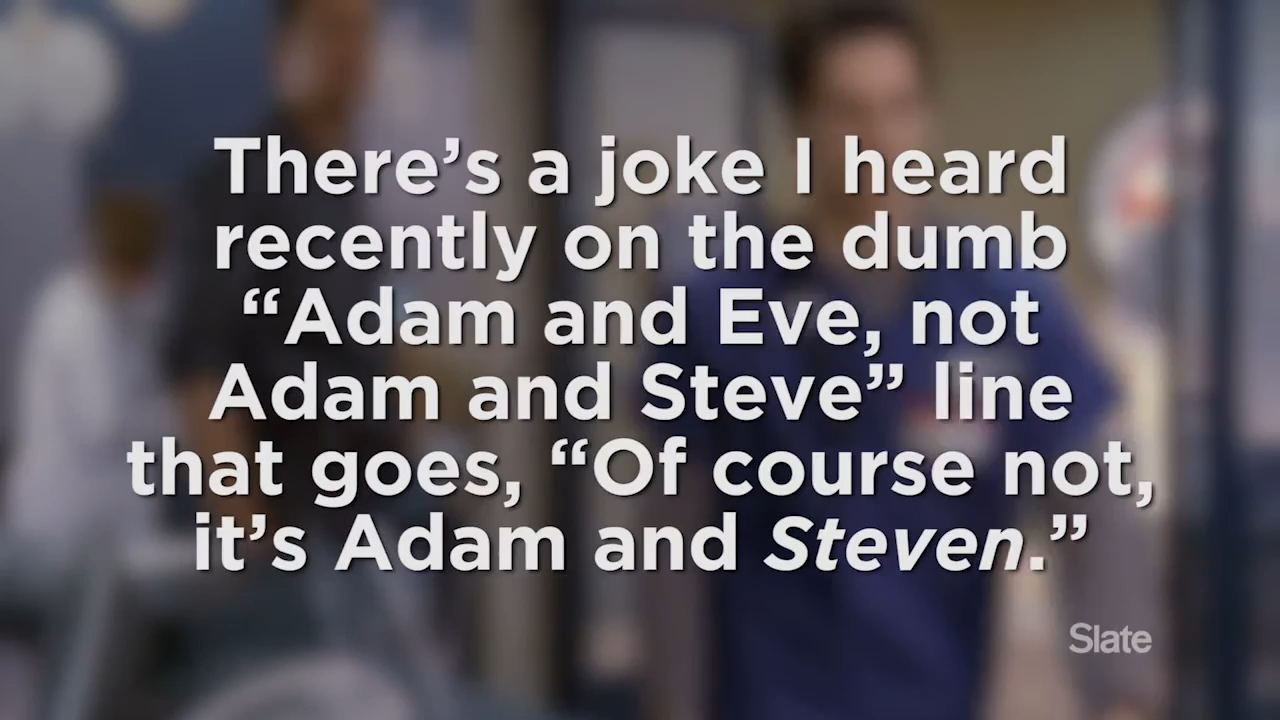 There’s a joke I heard
recently on the dumb
“Adam and Eve, not
Adam and Steve” line
that goes, “Of course not,
it’s Adam and Steven.”
Slate